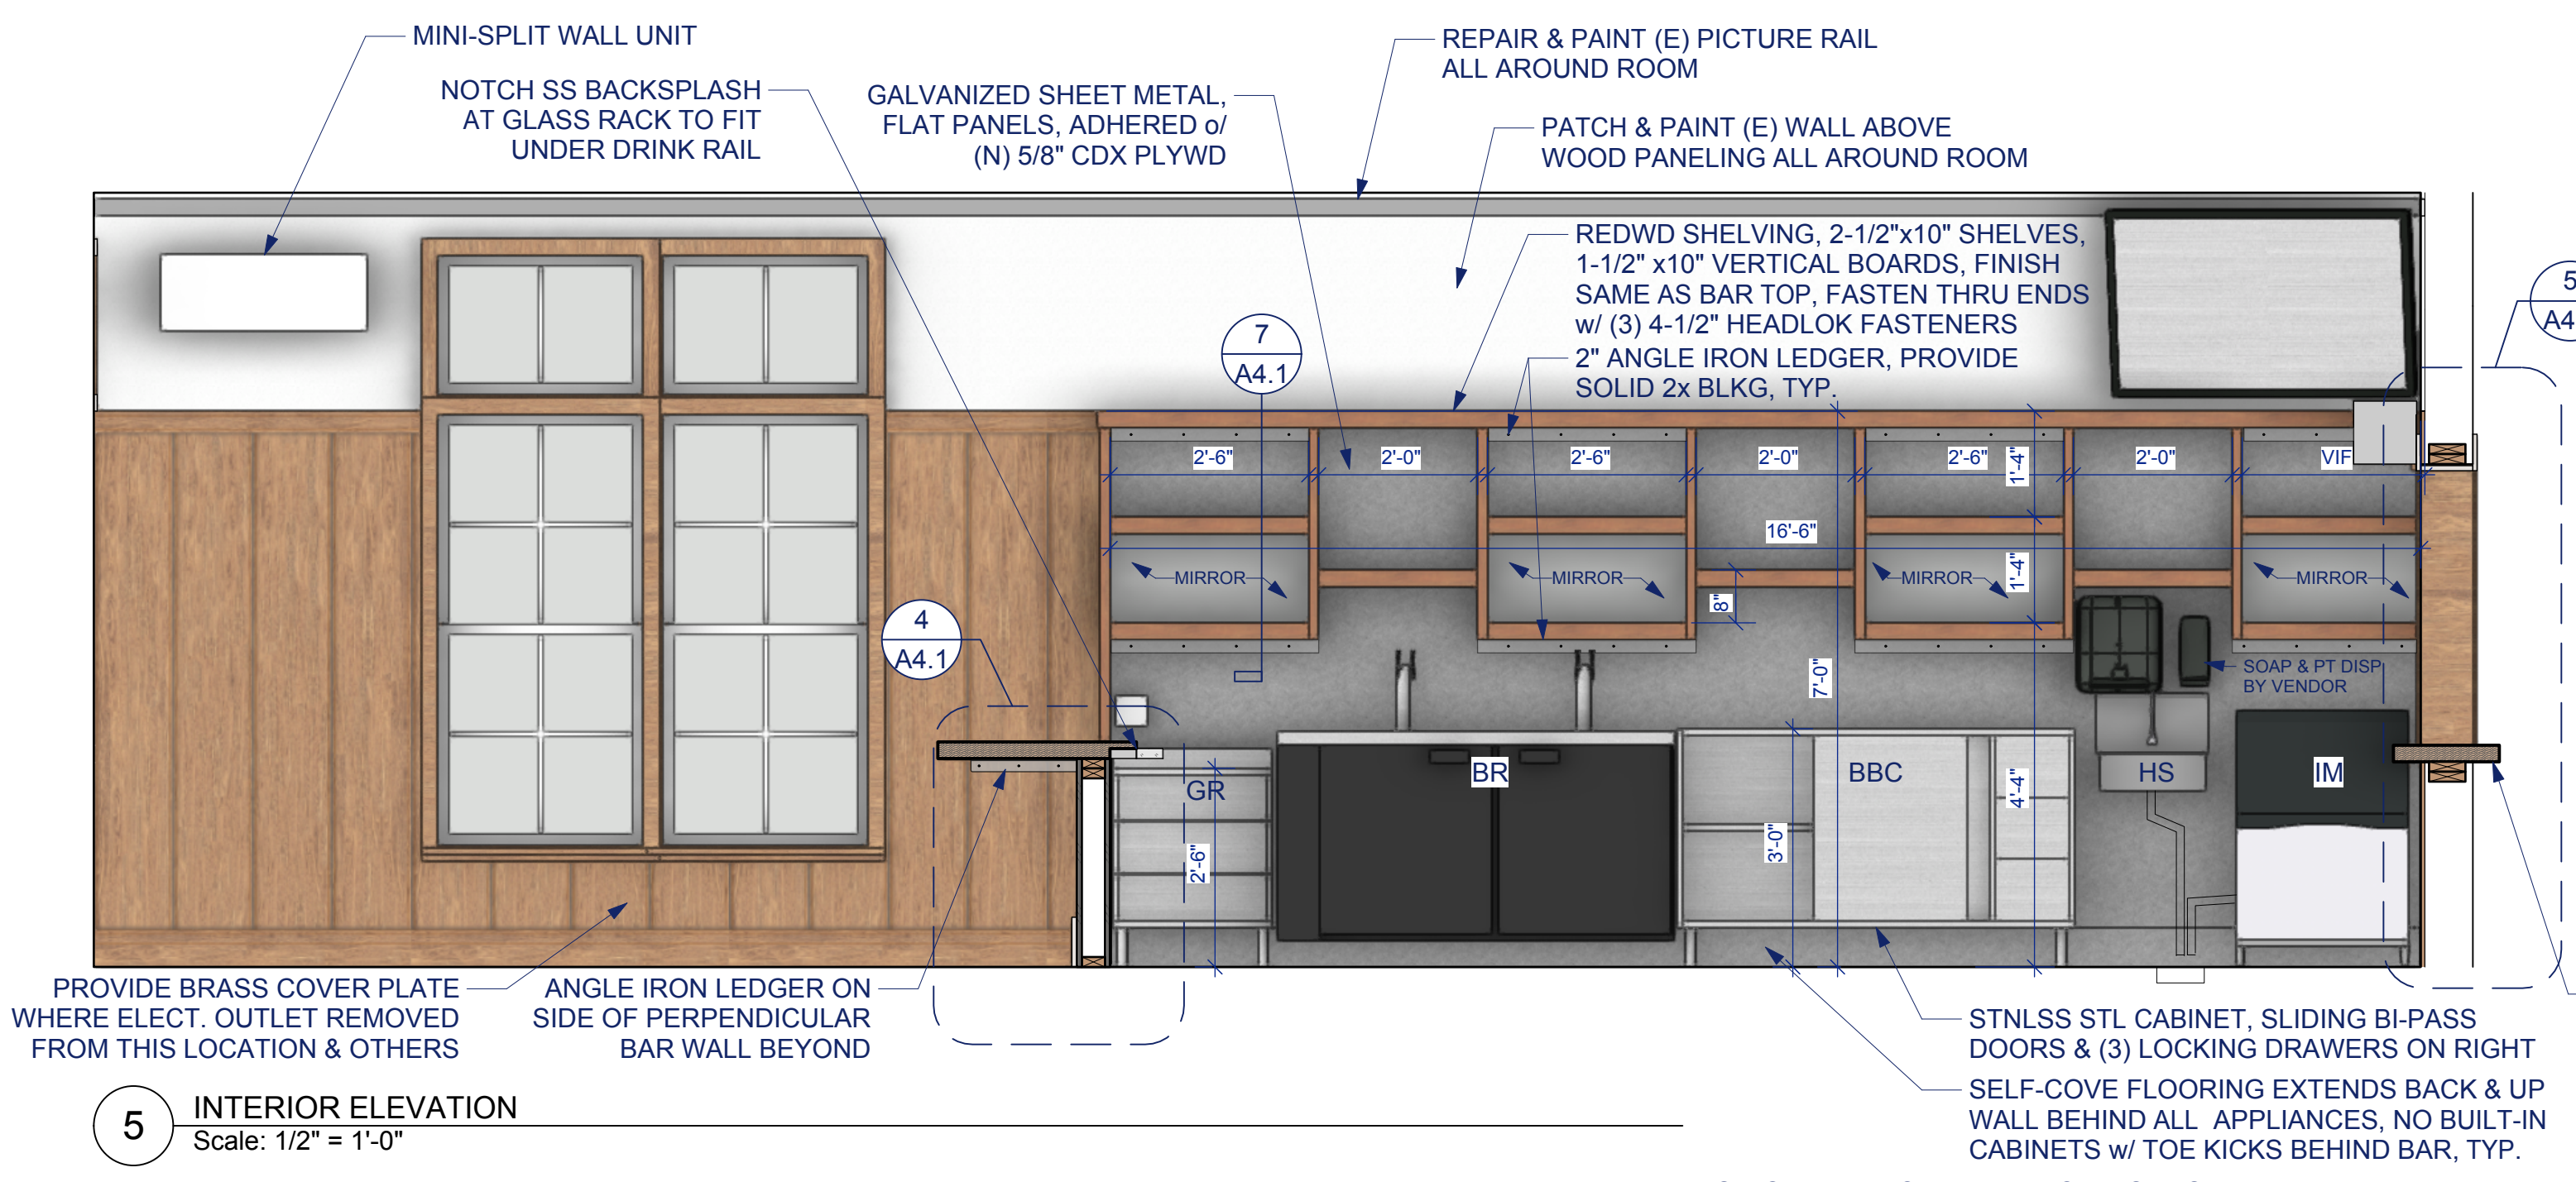 MINI-SPLIT WALL UNIT
NOTCH SS BACKSPLASH
AT GLASS RACK TO FIT
UNDER DRINK RAIL
GALVANIZED SHEET METAL,
FLAT PANELS, ADHERED o/
(N) 5/8" CDX PLYWD
REPAIR & PAINT (E) PICTURE RAIL
ALL AROUND ROOM
PATCH & PAINT (E) WALL ABOVE
WOOD PANELING ALL AROUND ROOM
REDWD SHELVING, 2-1/2"x10" SHELVES,
1-1/2" x10" VERTICAL BOARDS, FINISH
SAME AS BAR TOP, FASTEN THRU ENDS
w/ (3) 4-1/2" HEADLOK FASTENERS
2" ANGLE IRON LEDGER, PROVIDE
SOLID 2x BLKG, TYP.
5
A4
7
A4.1
2'-6"
2'-0"
2'-6"
2'-0"
2'-6"
1'-4"
2'-0"
VIF
16'-6"
MIRROR
MIRROR
MIRROR
1'-4"
MIRROR
8"
4
A4.1
7'-0"
SOAP & PT DISP
BY VENDOR
GR
BR
BBC
HS
IM
4'-4"
3'-0"
2'-6"
PROVIDE BRASS COVER PLATE
WHERE ELECT. OUTLET REMOVED
FROM THIS LOCATION & OTHERS
ANGLE IRON LEDGER ON
SIDE OF PERPENDICULAR
BAR WALL BEYOND
STNLSS STL CABINET, SLIDING BI-PASS
DOORS & (3) LOCKING DRAWERS ON RIGHT
SELF-COVE FLOORING EXTENDS BACK & UP
WALL BEHIND ALL APPLIANCES, NO BUILT-IN
CABINETS w/ TOE KICKS BEHIND BAR, TYP.
5
INTERIOR ELEVATION
Scale: 1/2" = 1'-0"